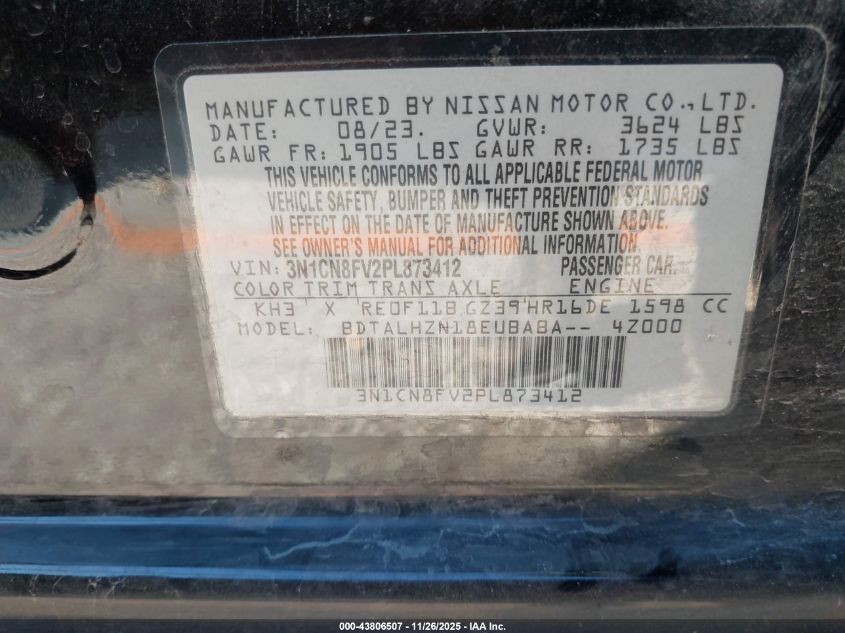 MANUFACTURED BY NISSAN MOTOR CO.,LTD.
DATE: 08/23. GVWR: 3624 LBS
GAWR FR: 1905 LBS GAWR RR: 1735 LBS
THIS VEHICLE CONFORMS TO ALL APPLICABLE FEDERAL MOTOR
VEHICLE SAFETY, BUMPER AND THEFT PREVENTION STANDARDS
IN EFFECT ON THE DATE OF MANUFACTURE SHOWN ABOVE.
SEE OWNER'S MANUAL FOR ADDITIONAL INFORMATION.
VIN: 3N1CN8FV2PL873412 PASSENGER CAR.
COLOR TRIM TRANS AXLE ENGINE
KH3 X RE0F11B GZ39 HR16DE 1598 CC
MODEL: BDTALHZN18EUBABA-- 4Z000
3N1CN8FV2PL873412
000-43806507 - 11/26/2025 - IAA Inc.